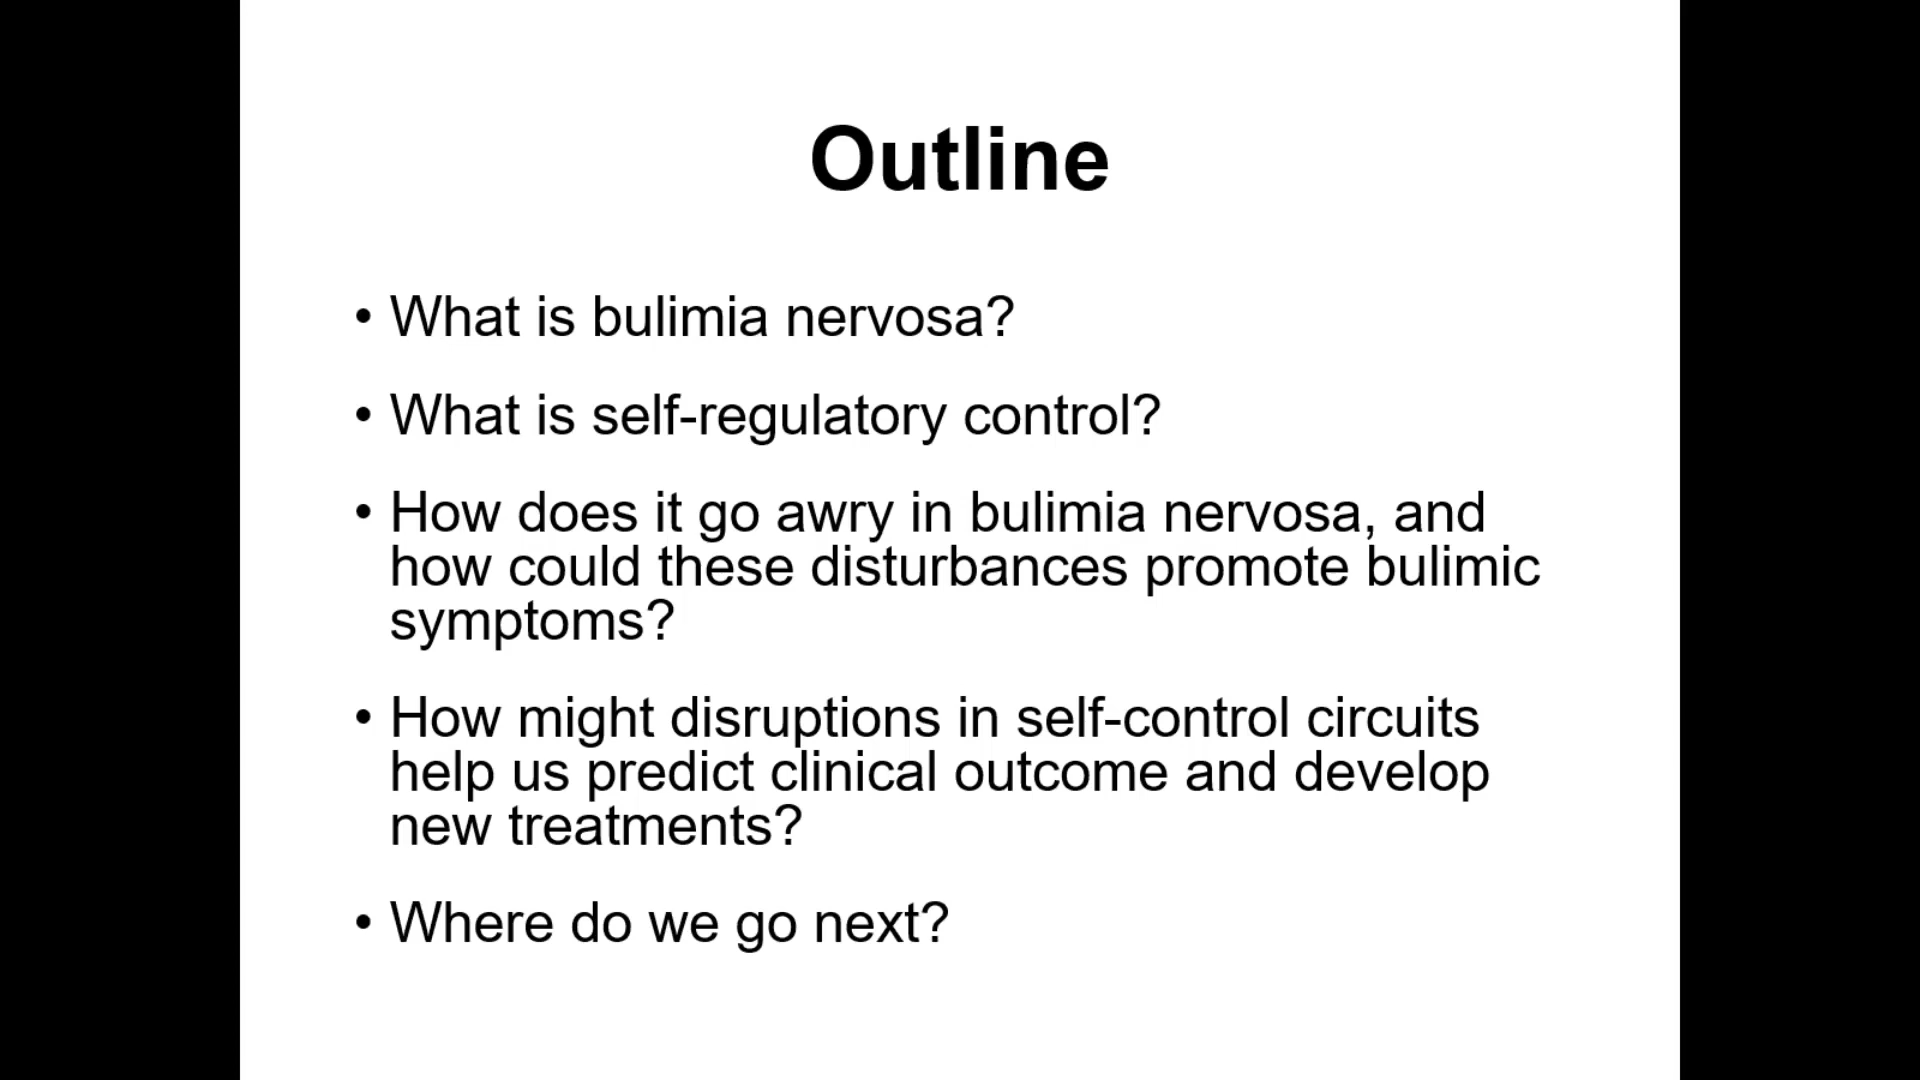 Outline
• What is bulimia nervosa?
• What is self-regulatory control?
• How does it go awry in bulimia nervosa, and
how could these disturbances promote bulimic
symptoms?
• How might disruptions in self-control circuits
help us predict clinical outcome and develop
new treatments?
• Where do we go next?